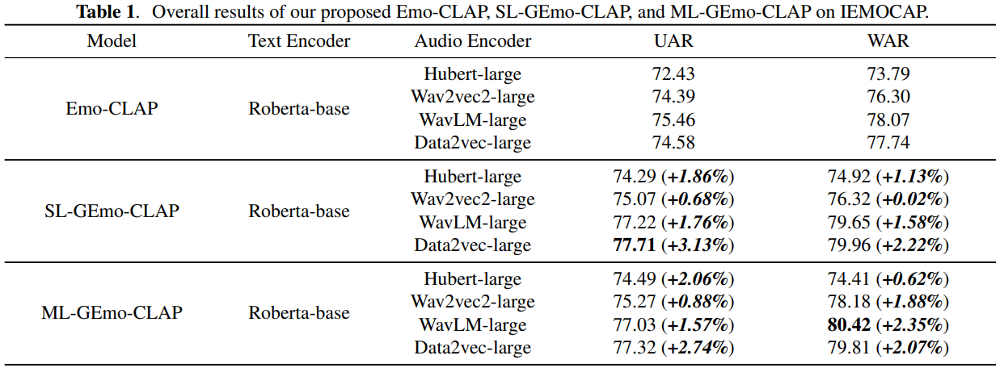 Table 1. Overall results of our proposed Emo-CLAP, SL-GEmo-CLAP, and ML-GEmo-CLAP on IEMOCAP.
Model Text Encoder Audio Encoder UAR WAR
Emo-CLAP Roberta-base Hubert-large 72.43 73.79
Wav2vec2-large 74.39 76.30
WavLM-large 75.46 78.07
Data2vec-large 74.58 77.74
SL-GEmo-CLAP Roberta-base Hubert-large 74.29 (+1.86%) 74.92 (+1.13%)
Wav2vec2-large 75.07 (+0.68%) 76.32 (+0.02%)
WavLM-large 77.22 (+1.76%) 79.65 (+1.58%)
Data2vec-large 77.71 (+3.13%) 79.96 (+2.22%)
ML-GEmo-CLAP Roberta-base Hubert-large 74.49 (+2.06%) 74.41 (+0.62%)
Wav2vec2-large 75.27 (+0.88%) 78.18 (+1.88%)
WavLM-large 77.03 (+1.57%) 80.42 (+2.35%)
Data2vec-large 77.32 (+2.74%) 79.81 (+2.07%)